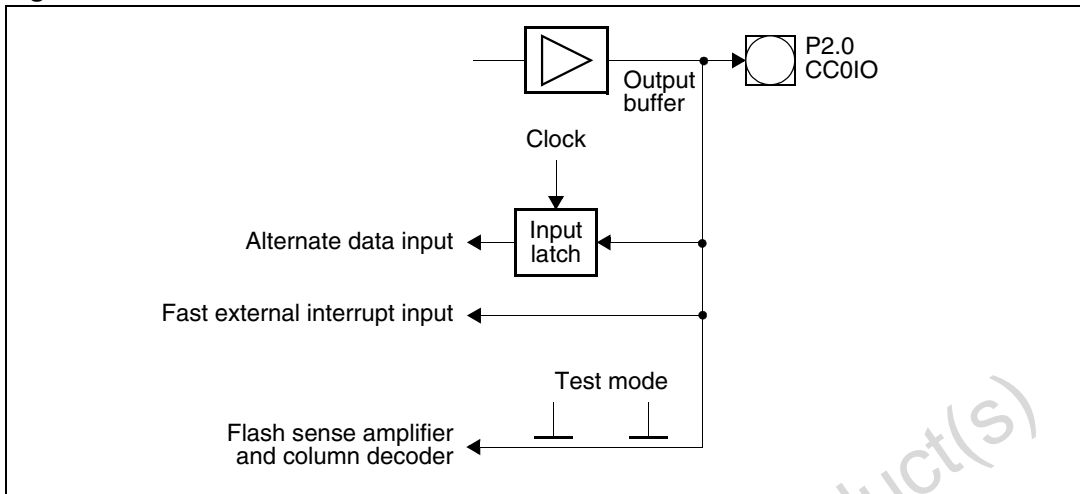 P2.0
CC0IO
Output
buffer
Clock
Input
latch
Alternate data input
Fast external interrupt input
Test mode
Flash sense amplifier
and column decoder